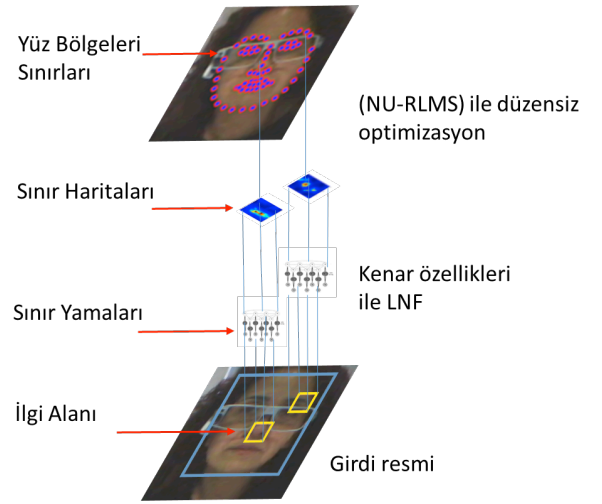 Yüz Bölgeleri
Sınırları
(NU-RLMS) ile düzensiz
optimizasyon
Sınır Haritaları
Kenar özellikleri
ile LNF
Sınır Yamaları
İlgi Alanı
Girdi resmi